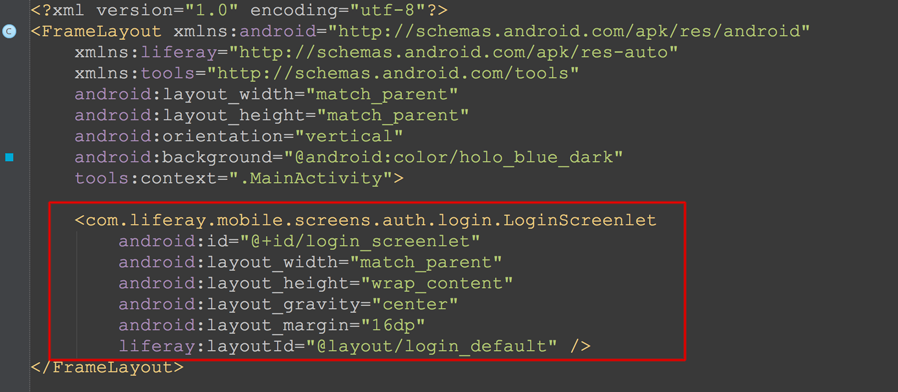 <?xml version="1.0" encoding="utf-8"?>
<FrameLayout xmlns:android="http://schemas.android.com/apk/res/android"
    xmlns:liferay="http://schemas.android.com/apk/res-auto"
    xmlns:tools="http://schemas.android.com/tools"
    android:layout_width="match_parent"
    android:layout_height="match_parent"
    android:orientation="vertical"
    android:background="@android:color/holo_blue_dark"
    tools:context=".MainActivity">

    <com.liferay.mobile.screens.auth.login.LoginScreenlet
        android:id="@+id/login_screenlet"
        android:layout_width="match_parent"
        android:layout_height="wrap_content"
        android:layout_gravity="center"
        android:layout_margin="16dp"
        liferay:layoutId="@layout/login_default" />
</FrameLayout>